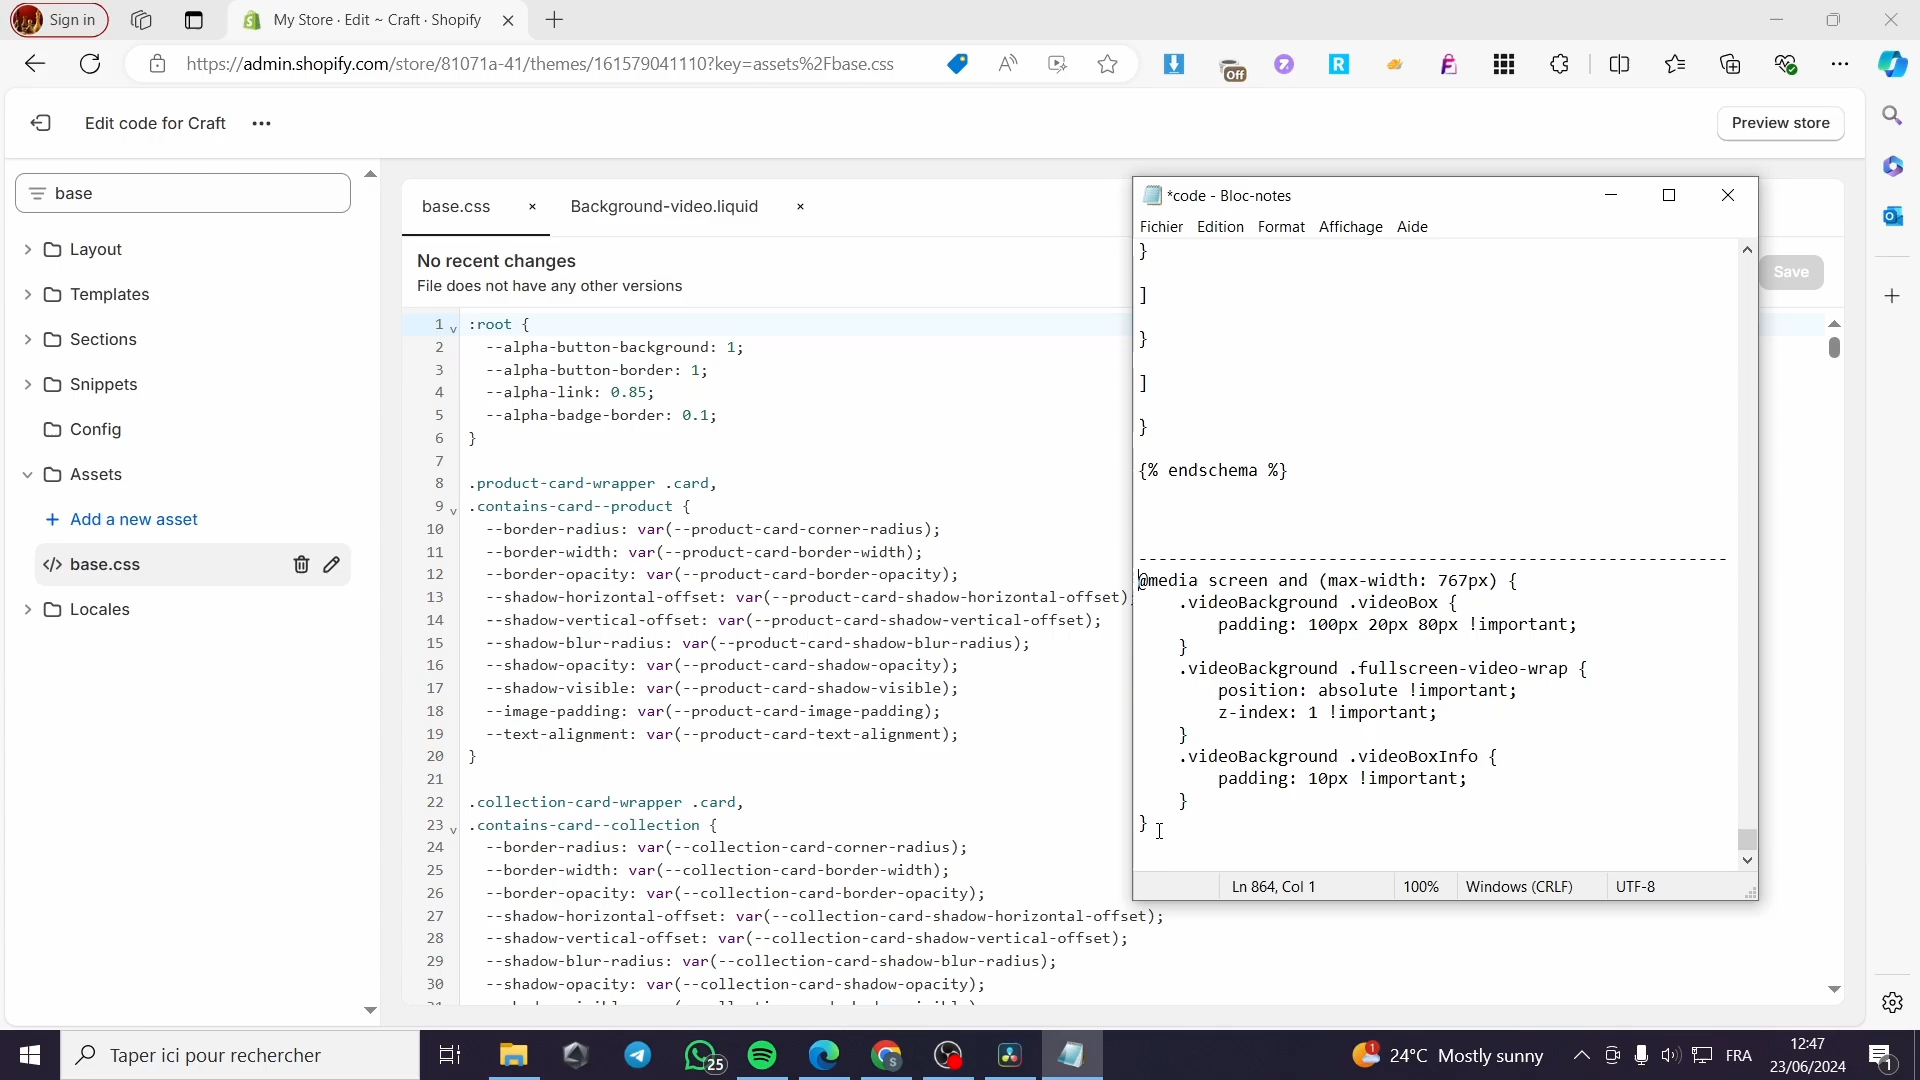 Sign in
My Store · Edit ~ Craft · Shopify
https://admin.shopify.com/store/81071a-41/themes/161579041110?key=assets%2Fbase.css
Off
Edit code for Craft
Preview store
base
Layout
Templates
Sections
Snippets
Config
Assets
Add a new asset
base.css
Locales
base.css
Background-video.liquid
No recent changes
File does not have any other versions
Save
1 :root {
2 --alpha-button-background: 1;
3 --alpha-button-border: 1;
4 --alpha-link: 0.85;
5 --alpha-badge-border: 0.1;
6 }
7
8 .product-card-wrapper .card,
9 .contains-card--product {
10 --border-radius: var(--product-card-corner-radius);
11 --border-width: var(--product-card-border-width);
12 --border-opacity: var(--product-card-border-opacity);
13 --shadow-horizontal-offset: var(--product-card-shadow-horizontal-offset);
14 --shadow-vertical-offset: var(--product-card-shadow-vertical-offset);
15 --shadow-blur-radius: var(--product-card-shadow-blur-radius);
16 --shadow-opacity: var(--product-card-shadow-opacity);
17 --shadow-visible: var(--product-card-shadow-visible);
18 --image-padding: var(--product-card-image-padding);
19 --text-alignment: var(--product-card-text-alignment);
20 }
21
22 .collection-card-wrapper .card,
23 .contains-card--collection {
24 --border-radius: var(--collection-card-corner-radius);
25 --border-width: var(--collection-card-border-width);
26 --border-opacity: var(--collection-card-border-opacity);
27 --shadow-horizontal-offset: var(--collection-card-shadow-horizontal-offset);
28 --shadow-vertical-offset: var(--collection-card-shadow-vertical-offset);
29 --shadow-blur-radius: var(--collection-card-shadow-blur-radius);
30 --shadow-opacity: var(--collection-card-shadow-opacity);
*code - Bloc-notes
Fichier Edition Format Affichage Aide
}
]
}
]
}
{% endschema %}
-----------------------------------------------------------
@media screen and (max-width: 767px) {
.videoBackground .videoBox {
padding: 100px 20px 80px !important;
}
.videoBackground .fullscreen-video-wrap {
position: absolute !important;
z-index: 1 !important;
}
.videoBackground .videoBoxInfo {
padding: 10px !important;
}
}
Ln 864, Col 1
100%
Windows (CRLF)
UTF-8
Taper ici pour rechercher
25
1
24°C Mostly sunny
FRA
12:47
23/06/2024
1